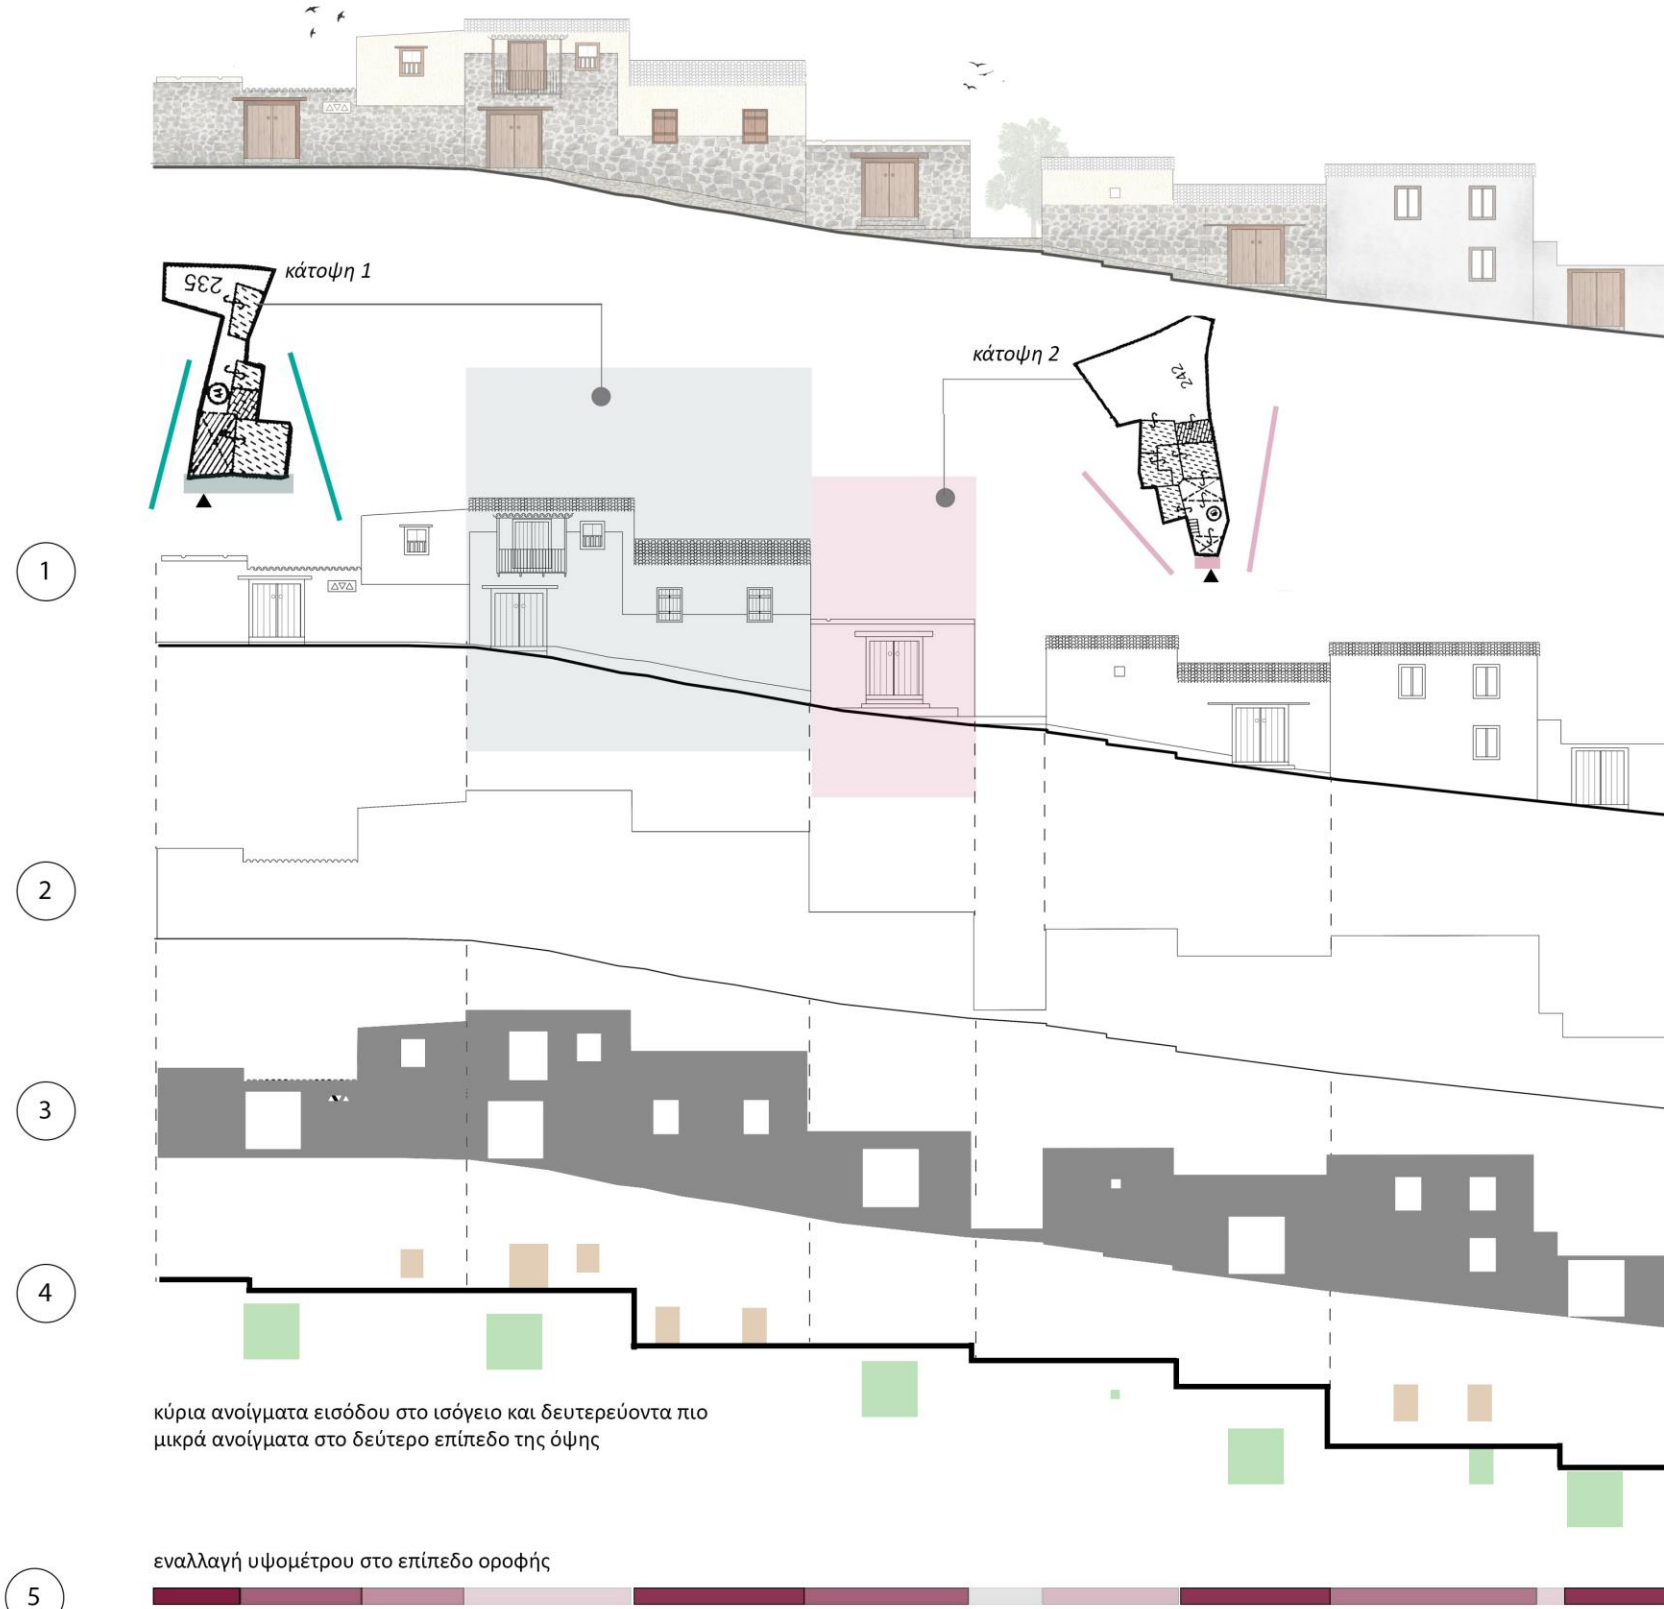 235
κάτοψη 1
κάτοψη 2
242
1
2
3
4
κύρια ανοίγματα εισόδου στο ισόγειο και δευτερεύοντα πιο
μικρά ανοίγματα στο δεύτερο επίπεδο της όψης
εναλλαγή υψομέτρου στο επίπεδο οροφής
5